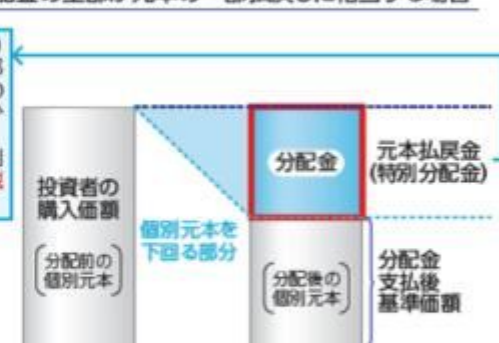 分配金
元本払戻金
(特別分配金)
投資者の
購入価額
個別元本を
下回る部分
(分配前の
個別元本)
(分配後の
個別元本)
分配金
支払後
基準価額